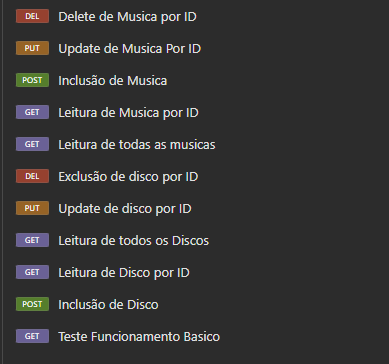 DEL Delete de Musica por ID
PUT Update de Musica Por ID
POST Inclusão de Musica
GET Leitura de Musica por ID
GET Leitura de todas as musicas
DEL Exclusão de disco por ID
PUT Update de disco por ID
GET Leitura de todos os Discos
GET Leitura de Disco por ID
POST Inclusão de Disco
GET Teste Funcionamento Basico